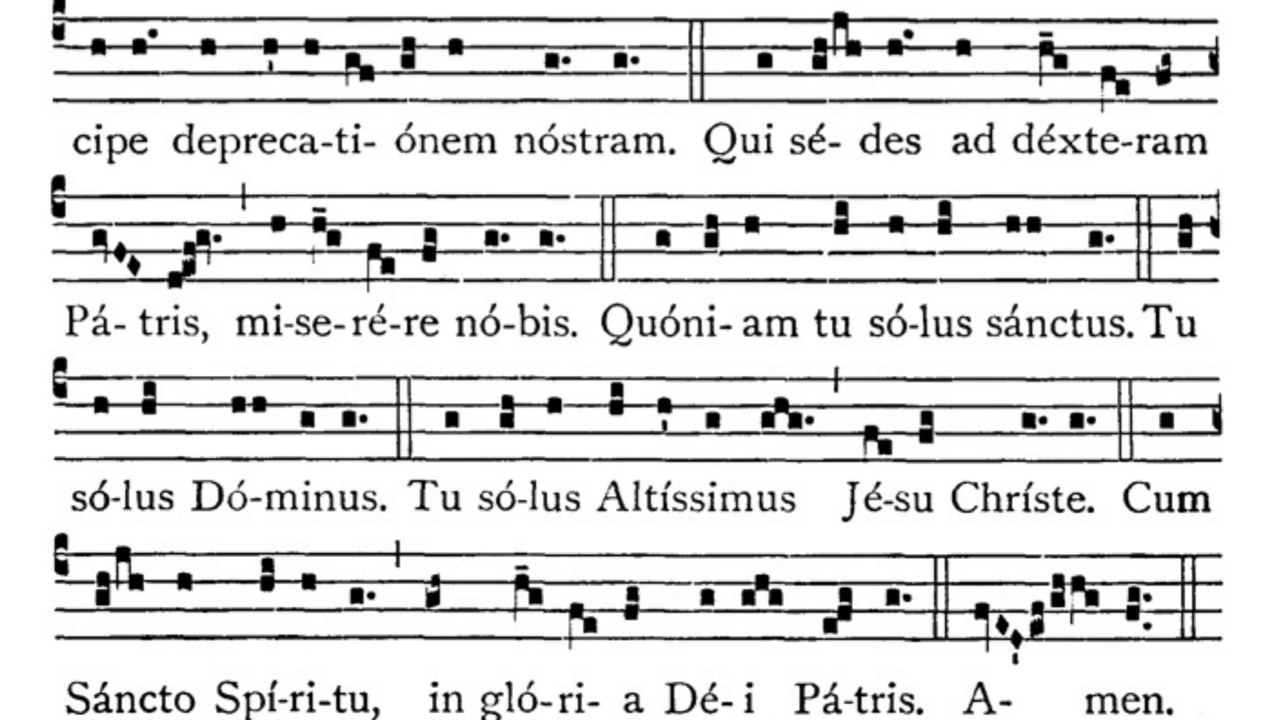 cipe depreca-ti- ónem nóstram. Qui sé- des ad déxte-ram
Pá- tris, mi-se-ré-re nó-bis. Quóni- am tu só-lus sánctus. Tu
só-lus Dó-minus. Tu só-lus Altíssimus Jé-su Chríste. Cum
Sáncto Spí-ri-tu, in gló-ri- a Dé- i Pá-tris. A- men.